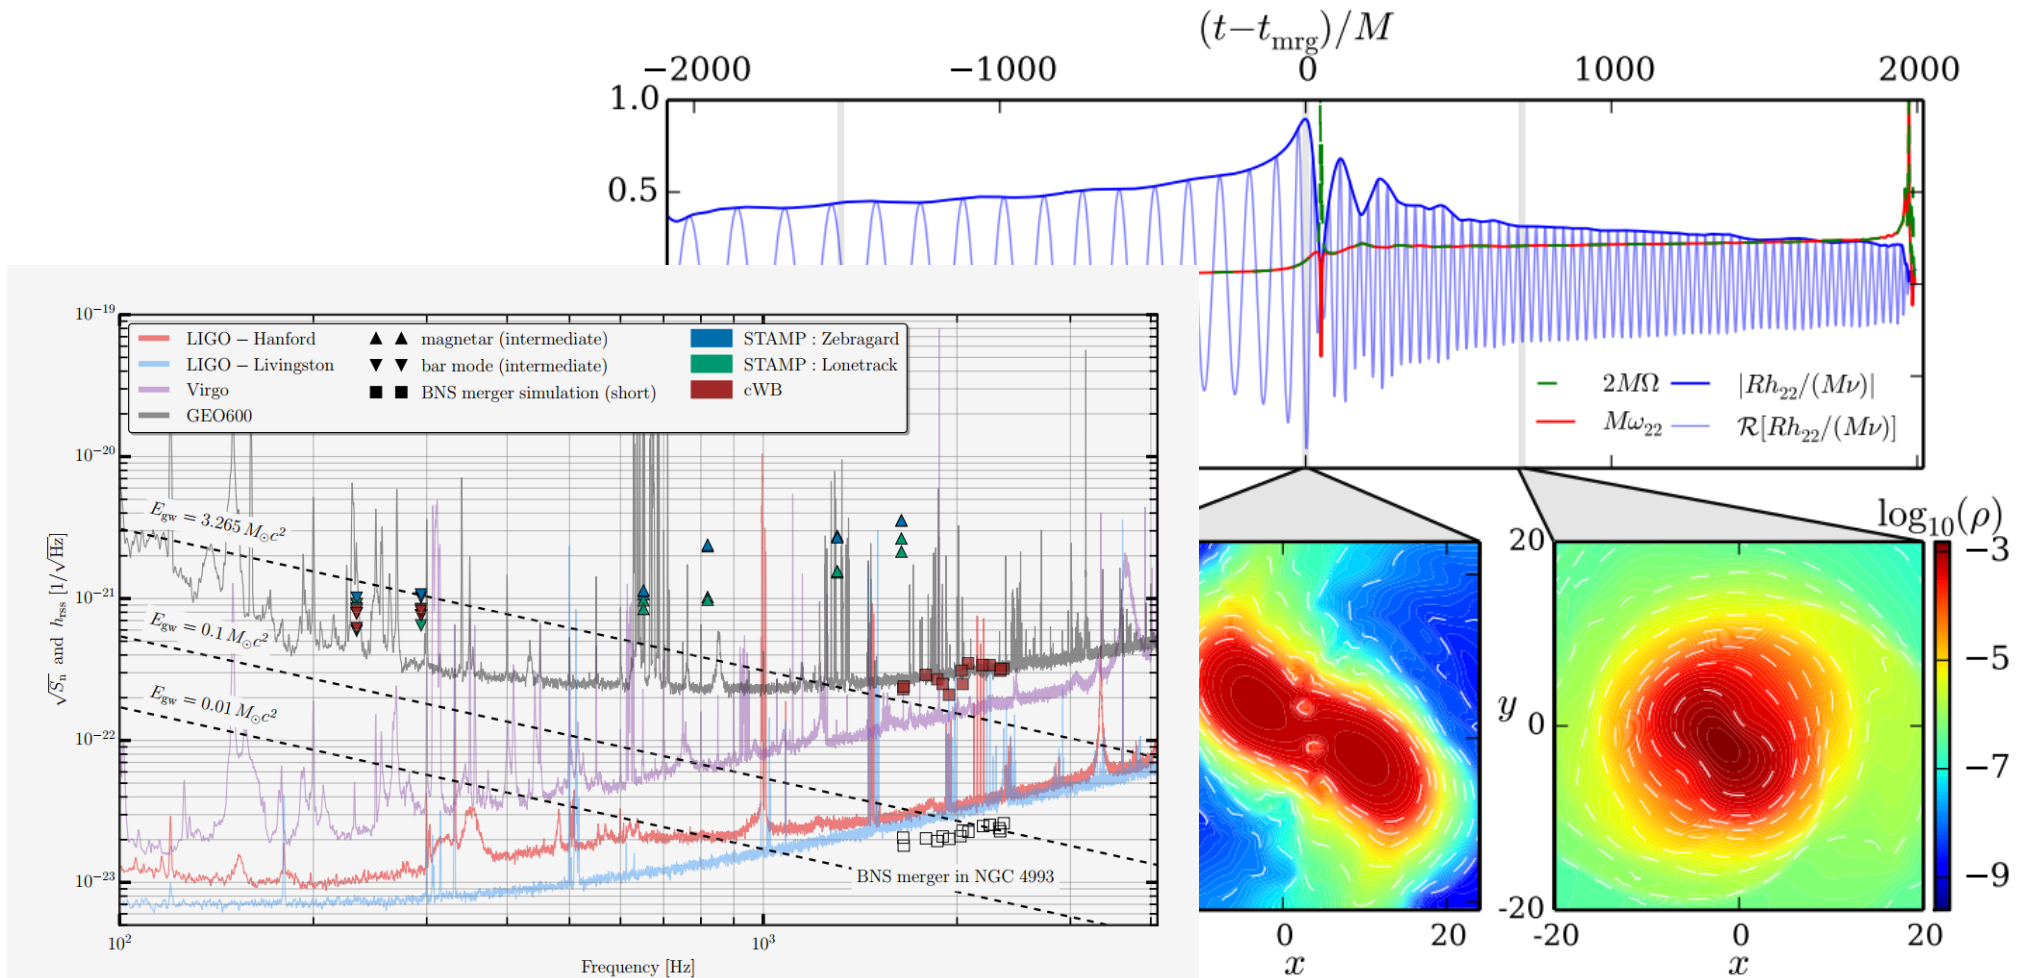 (t−t_mrg)/M
−2000 −1000 0 1000 2000
1.0
0.5
2MΩ |Rh₂₂/(Mν)|
Mω₂₂ ℛ[Rh₂₂/(Mν)]
10⁻¹⁹
10⁻²⁰
10⁻²¹
10⁻²²
10⁻²³
√Sₙ and h_rss [1/√Hz]
LIGO − Hanford
LIGO − Livingston
Virgo
GEO600
magnetar (intermediate)
bar mode (intermediate)
BNS merger simulation (short)
STAMP : Zebragard
STAMP : Lonetrack
cWB
E_gw = 3.265 M_⊙c²
E_gw = 0.1 M_⊙c²
E_gw = 0.01 M_⊙c²
BNS merger in NGC 4993
10² 10³
Frequency [Hz]
0 20
x
20
y 0
-20
-20 0 20
x
log₁₀(ρ)
−3
−5
−7
−9